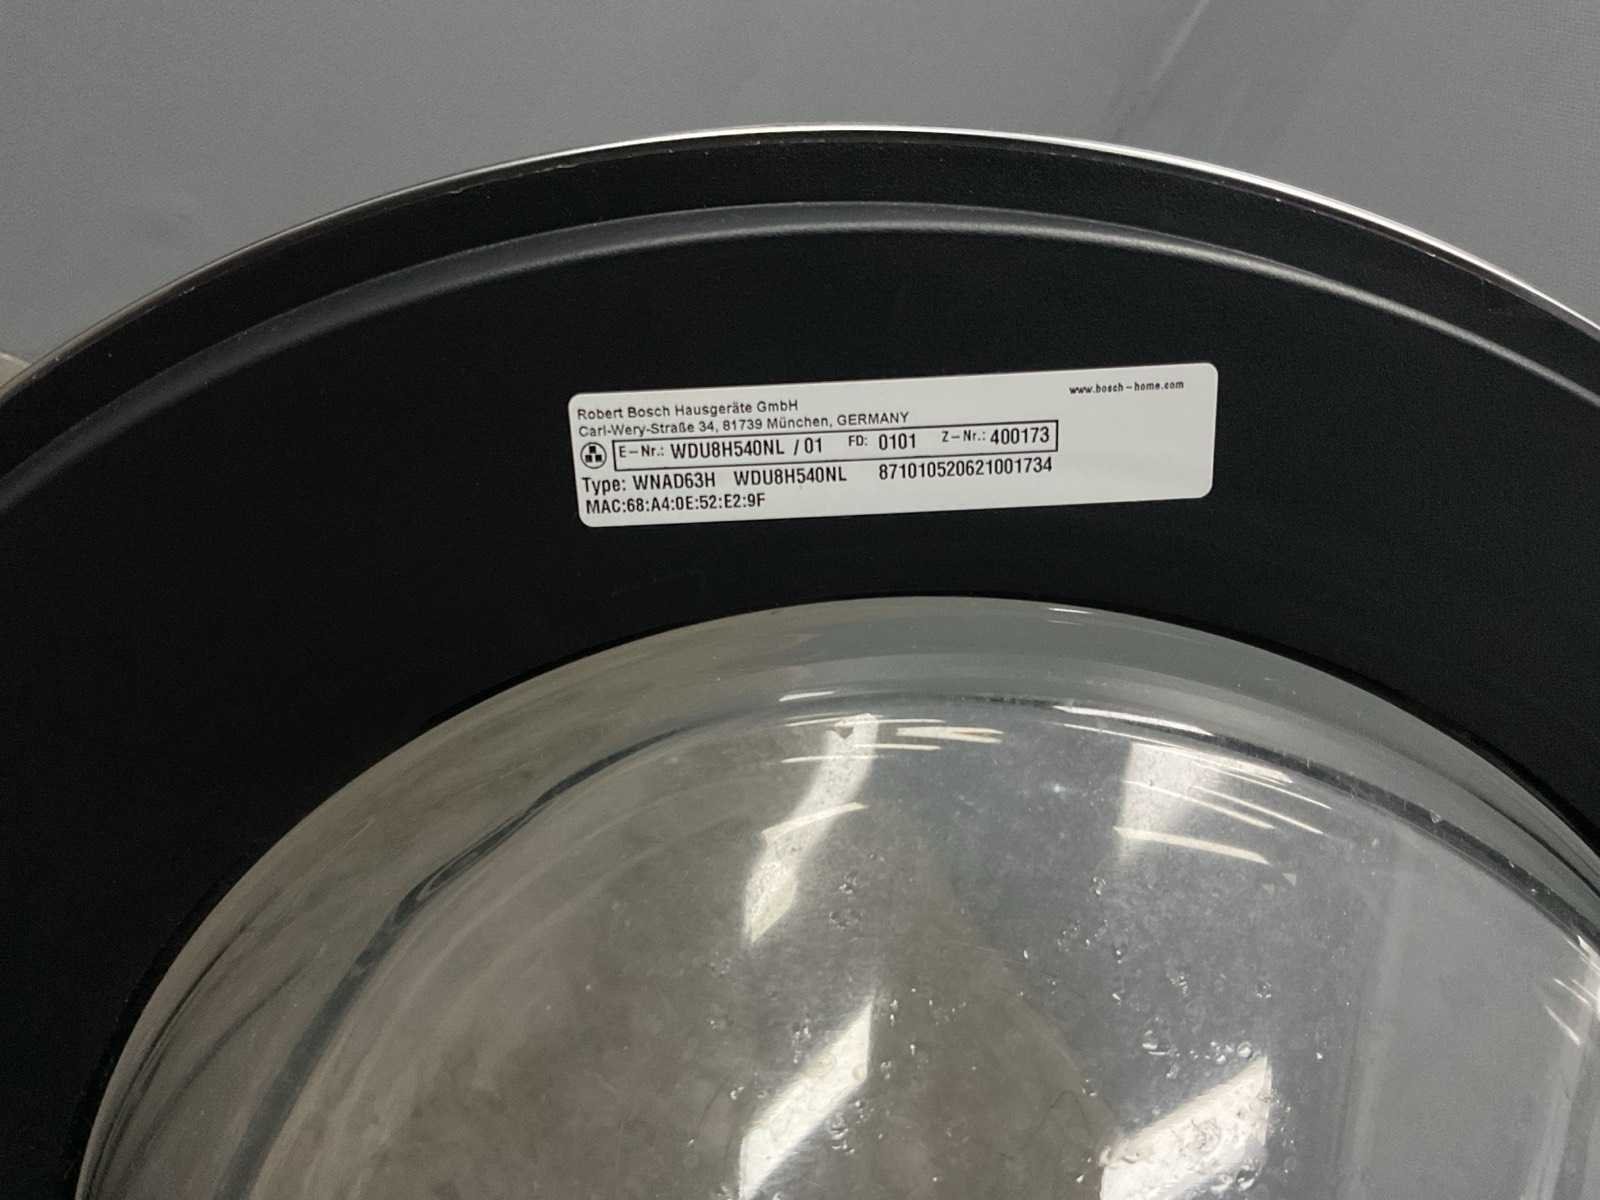 www.bosch-home.com
Robert Bosch Hausgeräte GmbH
Carl-Wery-Straße 34, 81739 München, GERMANY
E-Nr.: WDU8H540NL / 01 FD: 0101 Z-Nr.: 400173
Type: WNAD63H WDU8H540NL 871010520621001734
MAC:68:A4:0E:52:E2:9F